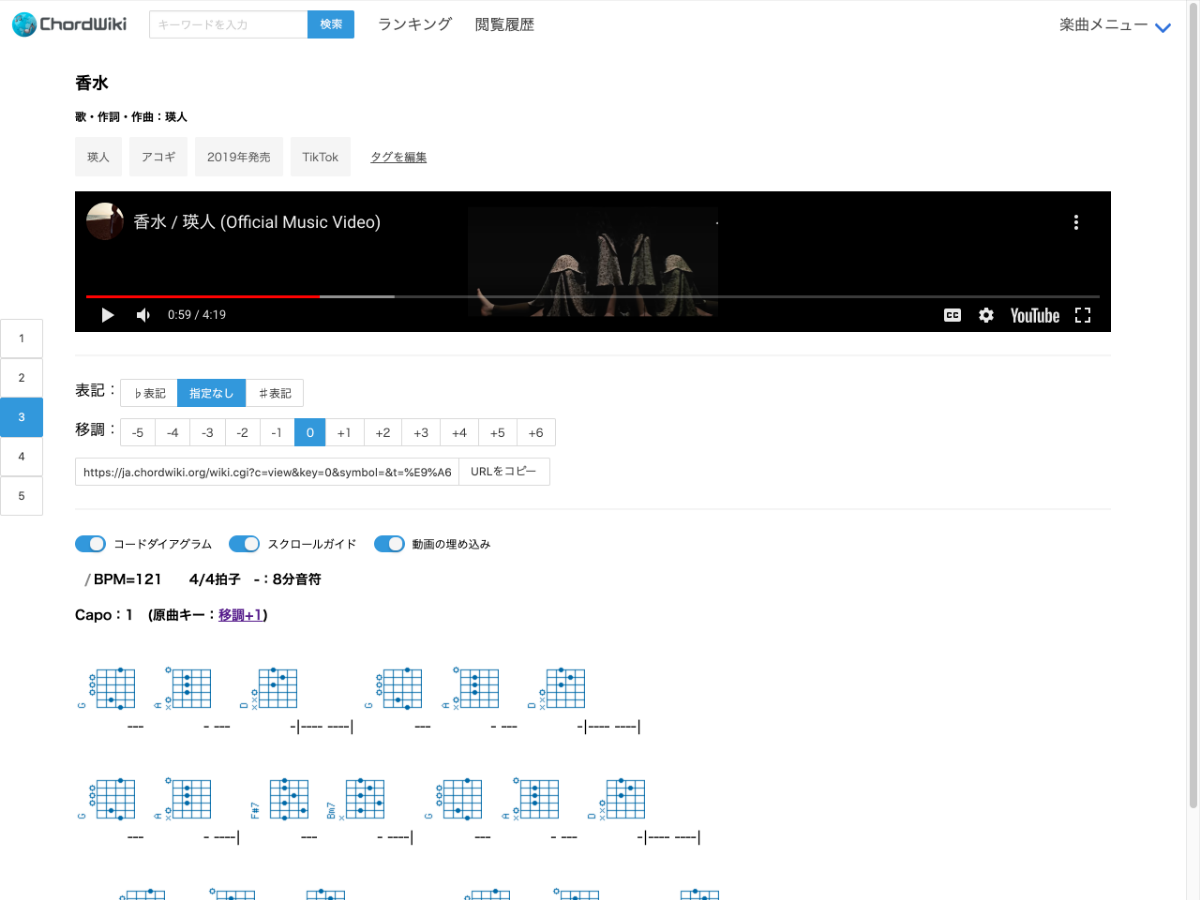 ChordWiki キーワードを入力 検索 ランキング 閲覧履歴 楽曲メニュー
香水
歌・作詞・作曲：瑛人
瑛人 アコギ 2019年発売 TikTok タグを編集
香水 / 瑛人 (Official Music Video)
0:59 / 4:19 CC YouTube
1
2
3
4
5
表記： ♭表記 指定なし ♯表記
移調： -5 -4 -3 -2 -1 0 +1 +2 +3 +4 +5 +6
https://ja.chordwiki.org/wiki.cgi?c=view&key=0&symbol=&t=%E9%A6 URLをコピー
コードダイアグラム スクロールガイド 動画の埋め込み
/ BPM=121 4/4拍子 -：8分音符
Capo：1 (原曲キー：移調+1)
G A D G A D
--- - --- -|---- ----| --- - --- -|---- ----|
G A F#7 Bm7 G A D
--- - ----| --- - ----| --- - --- -|---- ----|